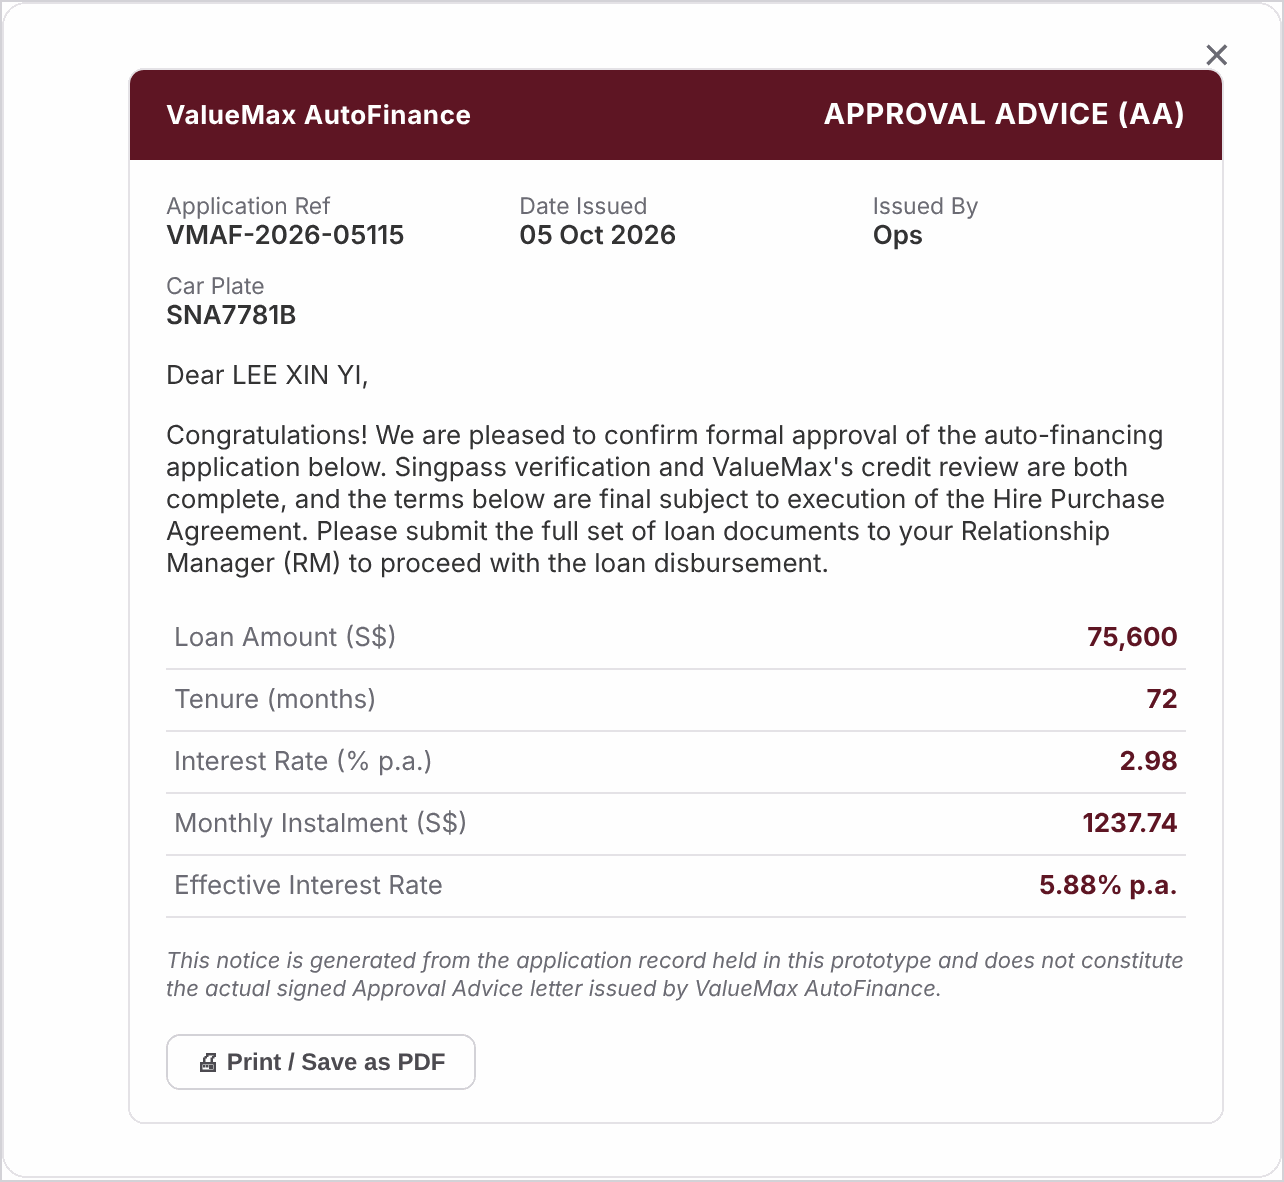 ValueMax AutoFinance
APPROVAL ADVICE (AA)
Application Ref
VMAF-2026-05115
Date Issued
05 Oct 2026
Issued By
Ops
Car Plate
SNA7781B
Dear LEE XIN YI,
Congratulations! We are pleased to confirm formal approval of the auto-financing
application below. Singpass verification and ValueMax's credit review are both
complete, and the terms below are final subject to execution of the Hire Purchase
Agreement. Please submit the full set of loan documents to your Relationship
Manager (RM) to proceed with the loan disbursement.
Loan Amount (S$) 75,600
Tenure (months) 72
Interest Rate (% p.a.) 2.98
Monthly Instalment (S$) 1237.74
Effective Interest Rate 5.88% p.a.
This notice is generated from the application record held in this prototype and does not constitute
the actual signed Approval Advice letter issued by ValueMax AutoFinance.
Print / Save as PDF